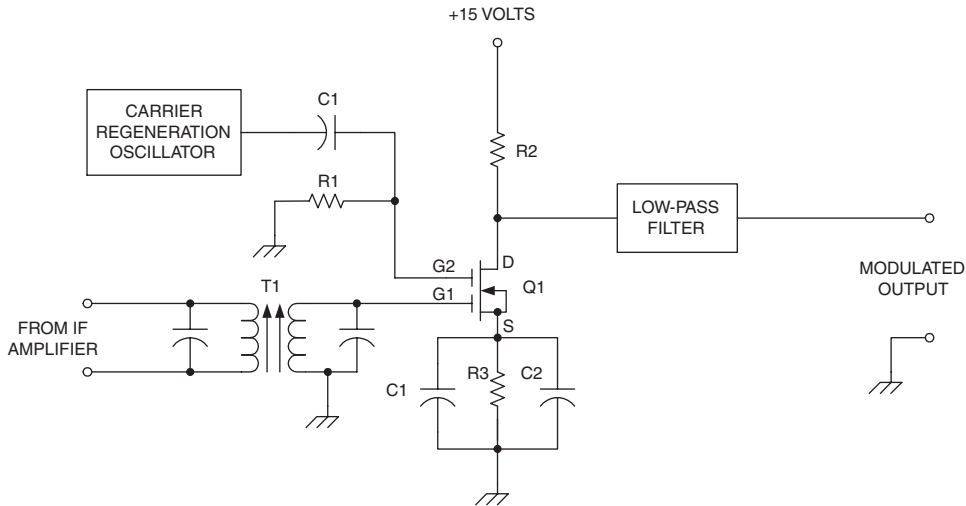 +15 VOLTS
CARRIER
REGENERATION
OSCILLATOR
C1
R1
R2
LOW-PASS
FILTER
G2
D
G1
Q1
S
T1
FROM IF
AMPLIFIER
MODULATED
OUTPUT
C1
R3
C2